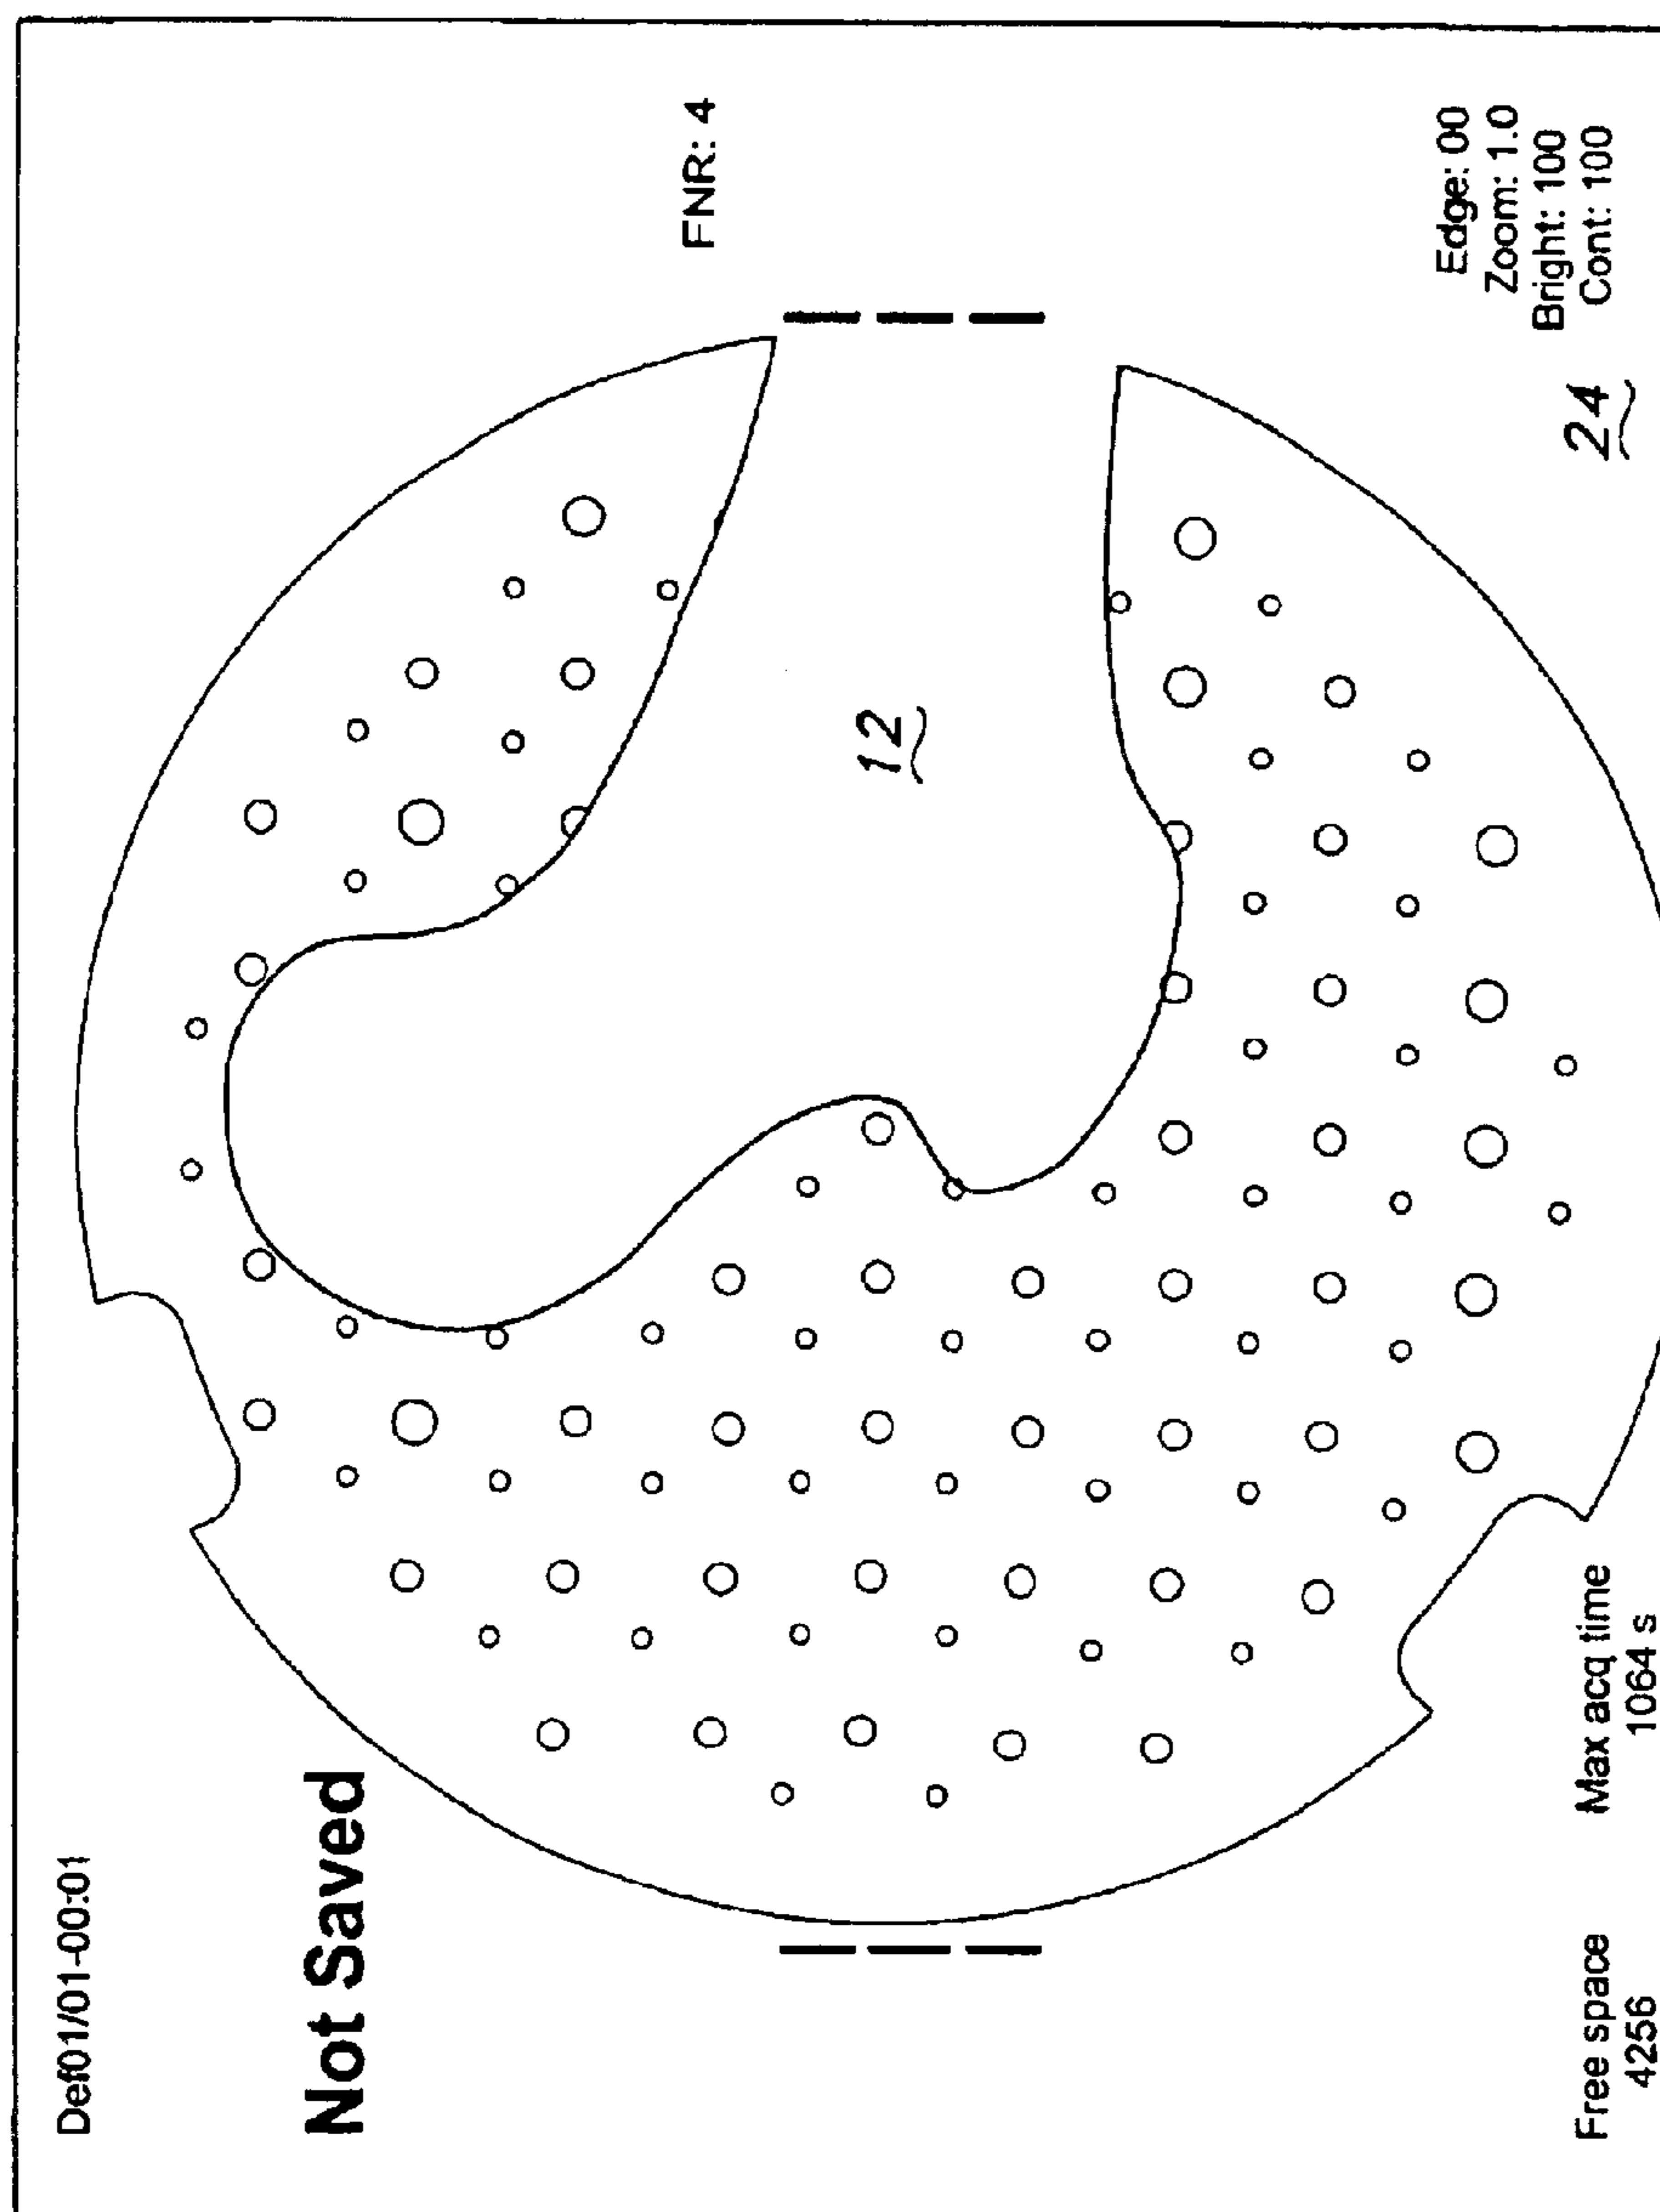 Def01/01-00:01
Not Saved
FNR: 4
12
Free space
4256
Max acq time
1064 s
Edge: 00
Zoom: 1.0
Bright: 100
Cont: 100
24